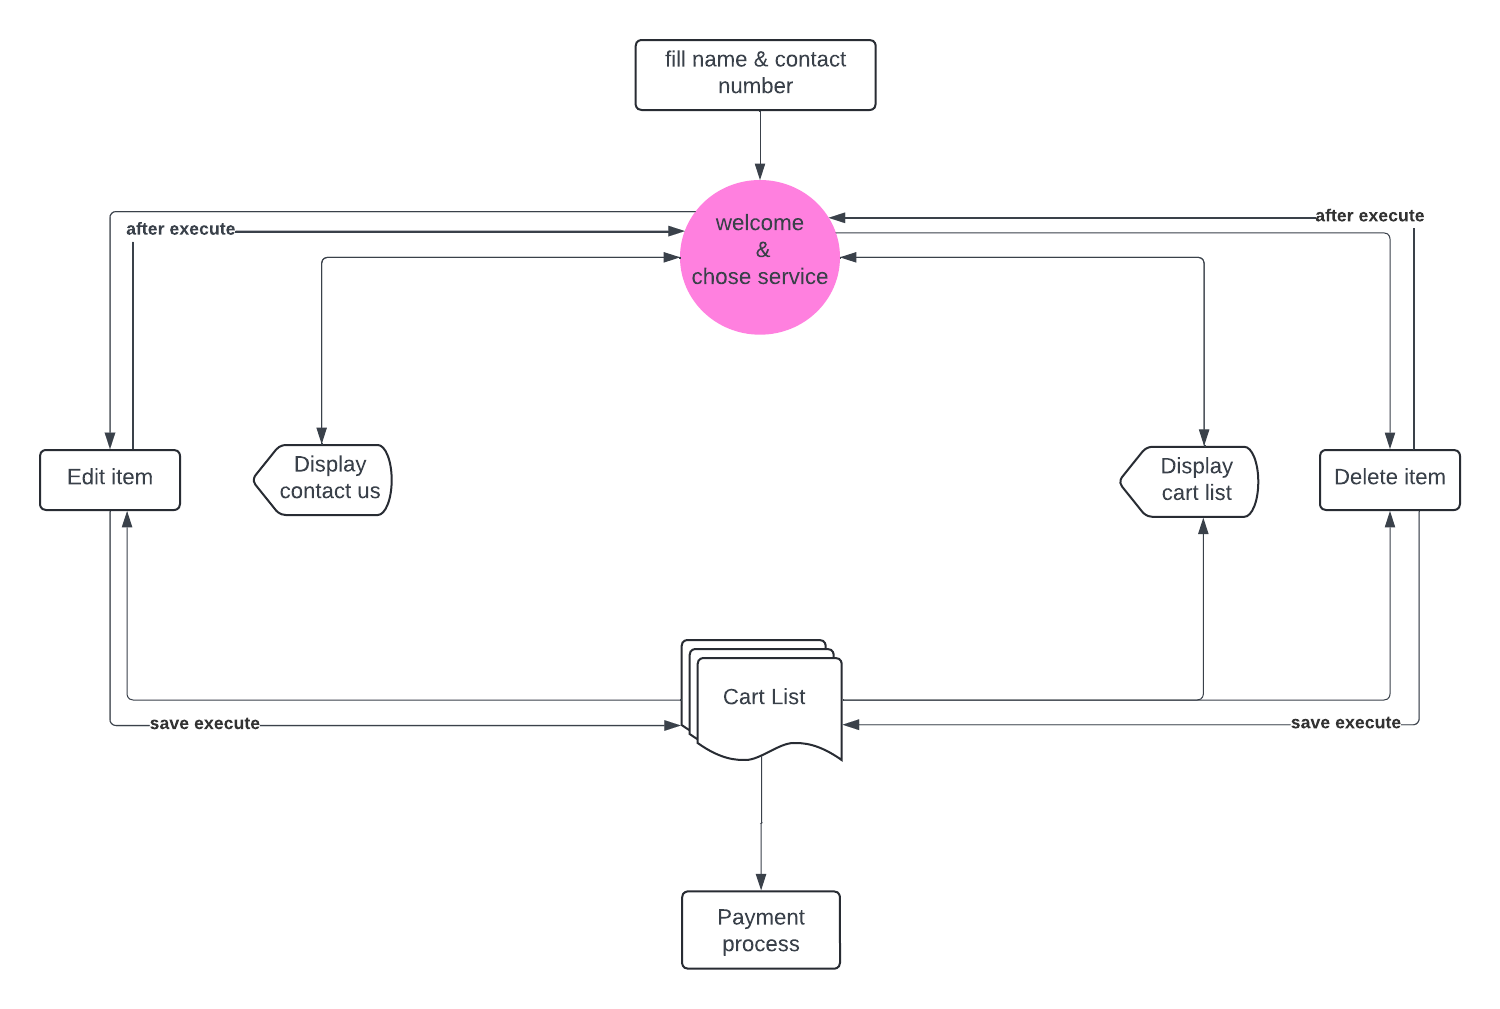 fill name & contact
number
welcome
&
chose service
after execute
after execute
Edit item
Display
contact us
Display
cart list
Delete item
Cart List
save execute
save execute
Payment
process